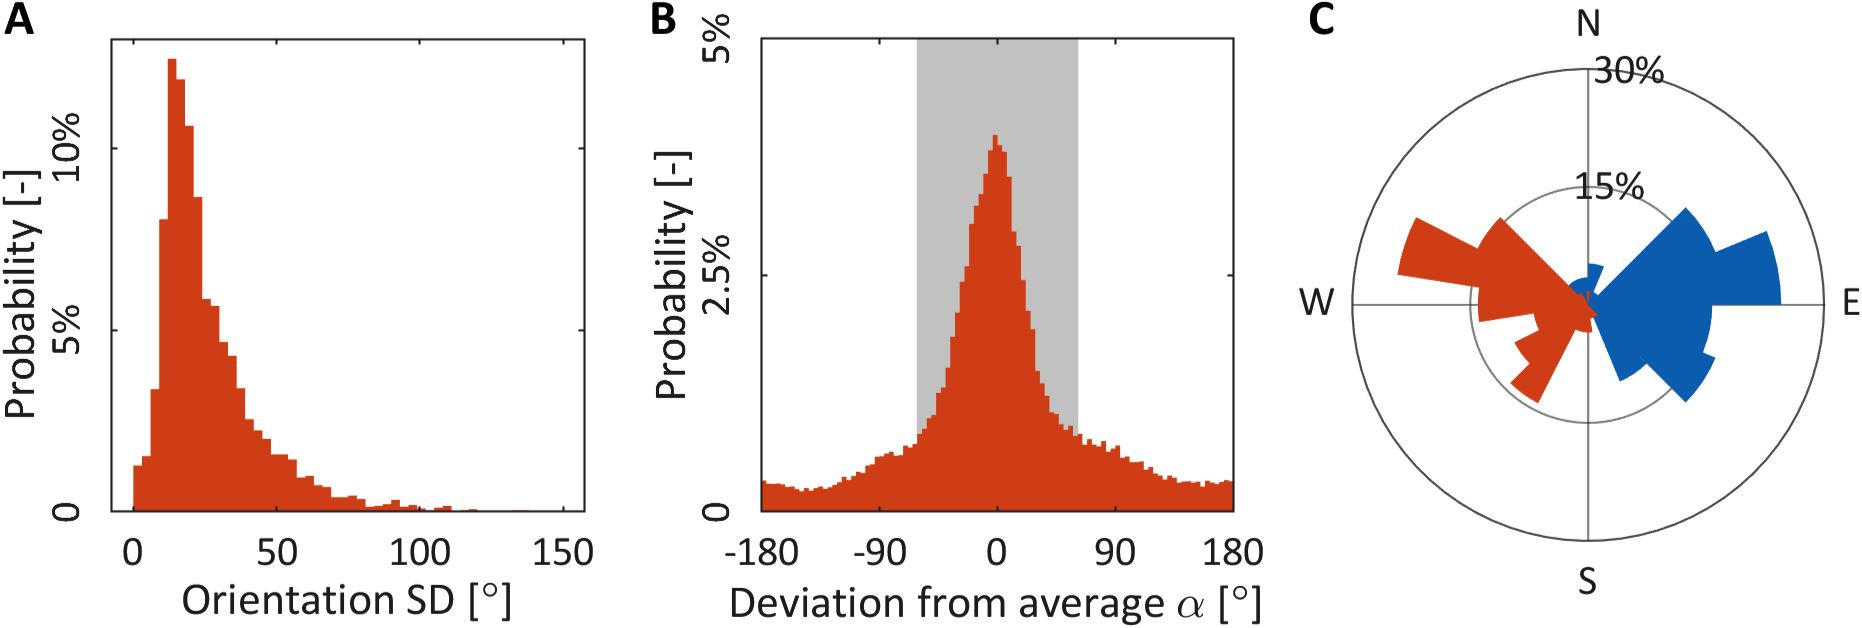 A
Probability [-]
10%
5%
0
0 50 100 150
Orientation SD [°]
B
Probability [-]
5%
2.5%
0
-180 -90 0 90 180
Deviation from average α [°]
C
N
30%
15%
W E
S